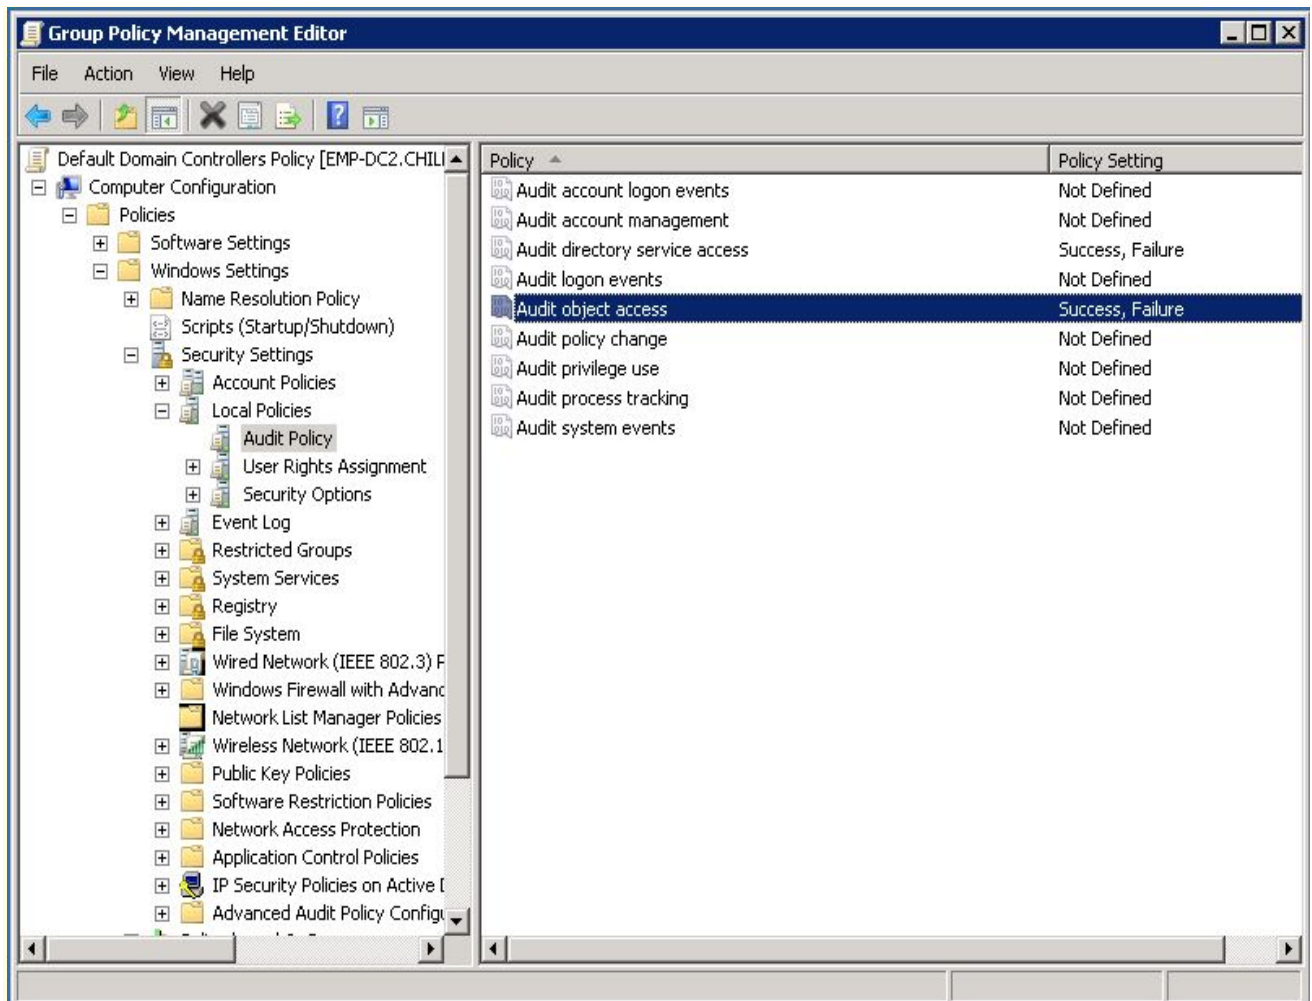 Group Policy Management Editor
File Action View Help
Default Domain Controllers Policy [EMP-DC2.CHIL
Computer Configuration
Policies
Software Settings
Windows Settings
Name Resolution Policy
Scripts (Startup/Shutdown)
Security Settings
Account Policies
Local Policies
Audit Policy
User Rights Assignment
Security Options
Event Log
Restricted Groups
System Services
Registry
File System
Wired Network (IEEE 802.3) P
Windows Firewall with Advanc
Network List Manager Policies
Wireless Network (IEEE 802.1
Public Key Policies
Software Restriction Policies
Network Access Protection
Application Control Policies
IP Security Policies on Active D
Advanced Audit Policy Configu
Policy Policy Setting
Audit account logon events Not Defined
Audit account management Not Defined
Audit directory service access Success, Failure
Audit logon events Not Defined
Audit object access Success, Failure
Audit policy change Not Defined
Audit privilege use Not Defined
Audit process tracking Not Defined
Audit system events Not Defined